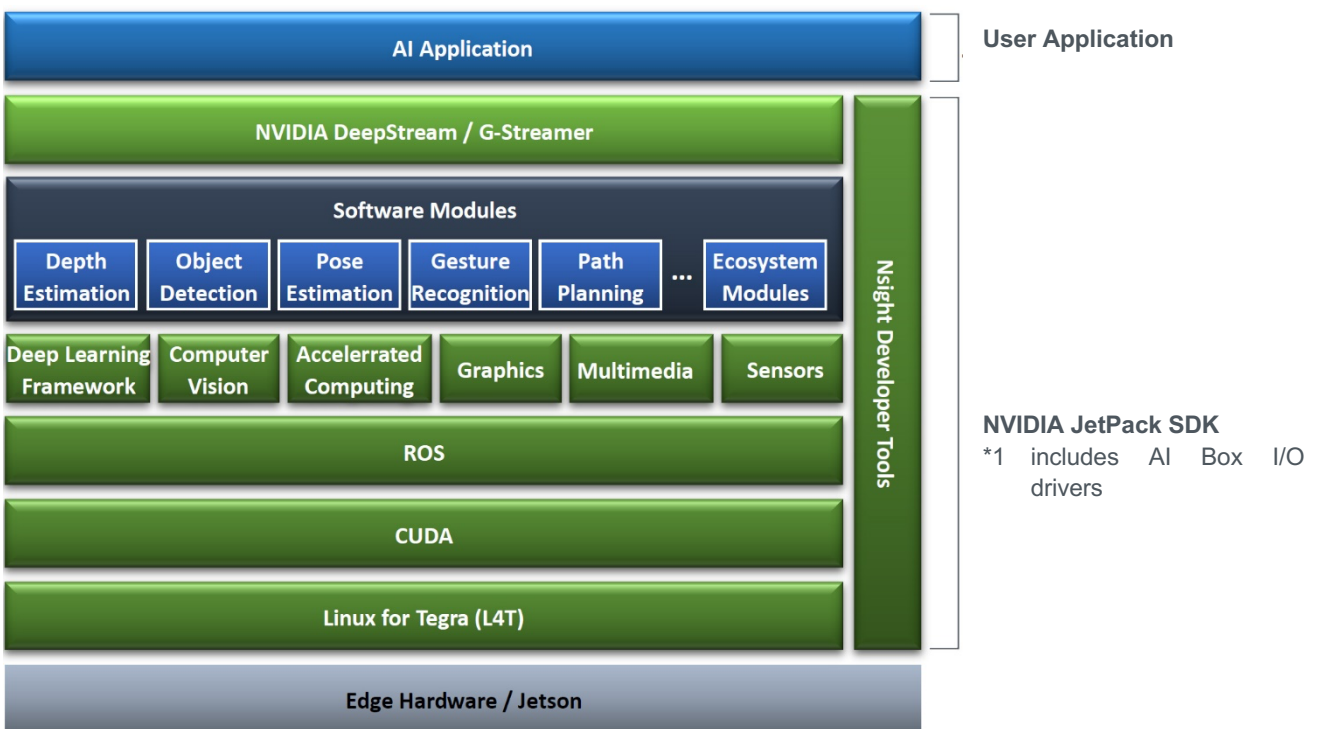 AI Application
User Application
NVIDIA DeepStream / G-Streamer
Software Modules
Depth
Estimation
Object
Detection
Pose
Estimation
Gesture
Recognition
Path
Planning
...
Ecosystem
Modules
Deep Learning
Framework
Computer
Vision
Accelerrated
Computing
Graphics
Multimedia
Sensors
ROS
CUDA
Linux for Tegra (L4T)
Nsight Developer Tools
NVIDIA JetPack SDK
*1 includes AI Box I/O
drivers
Edge Hardware / Jetson